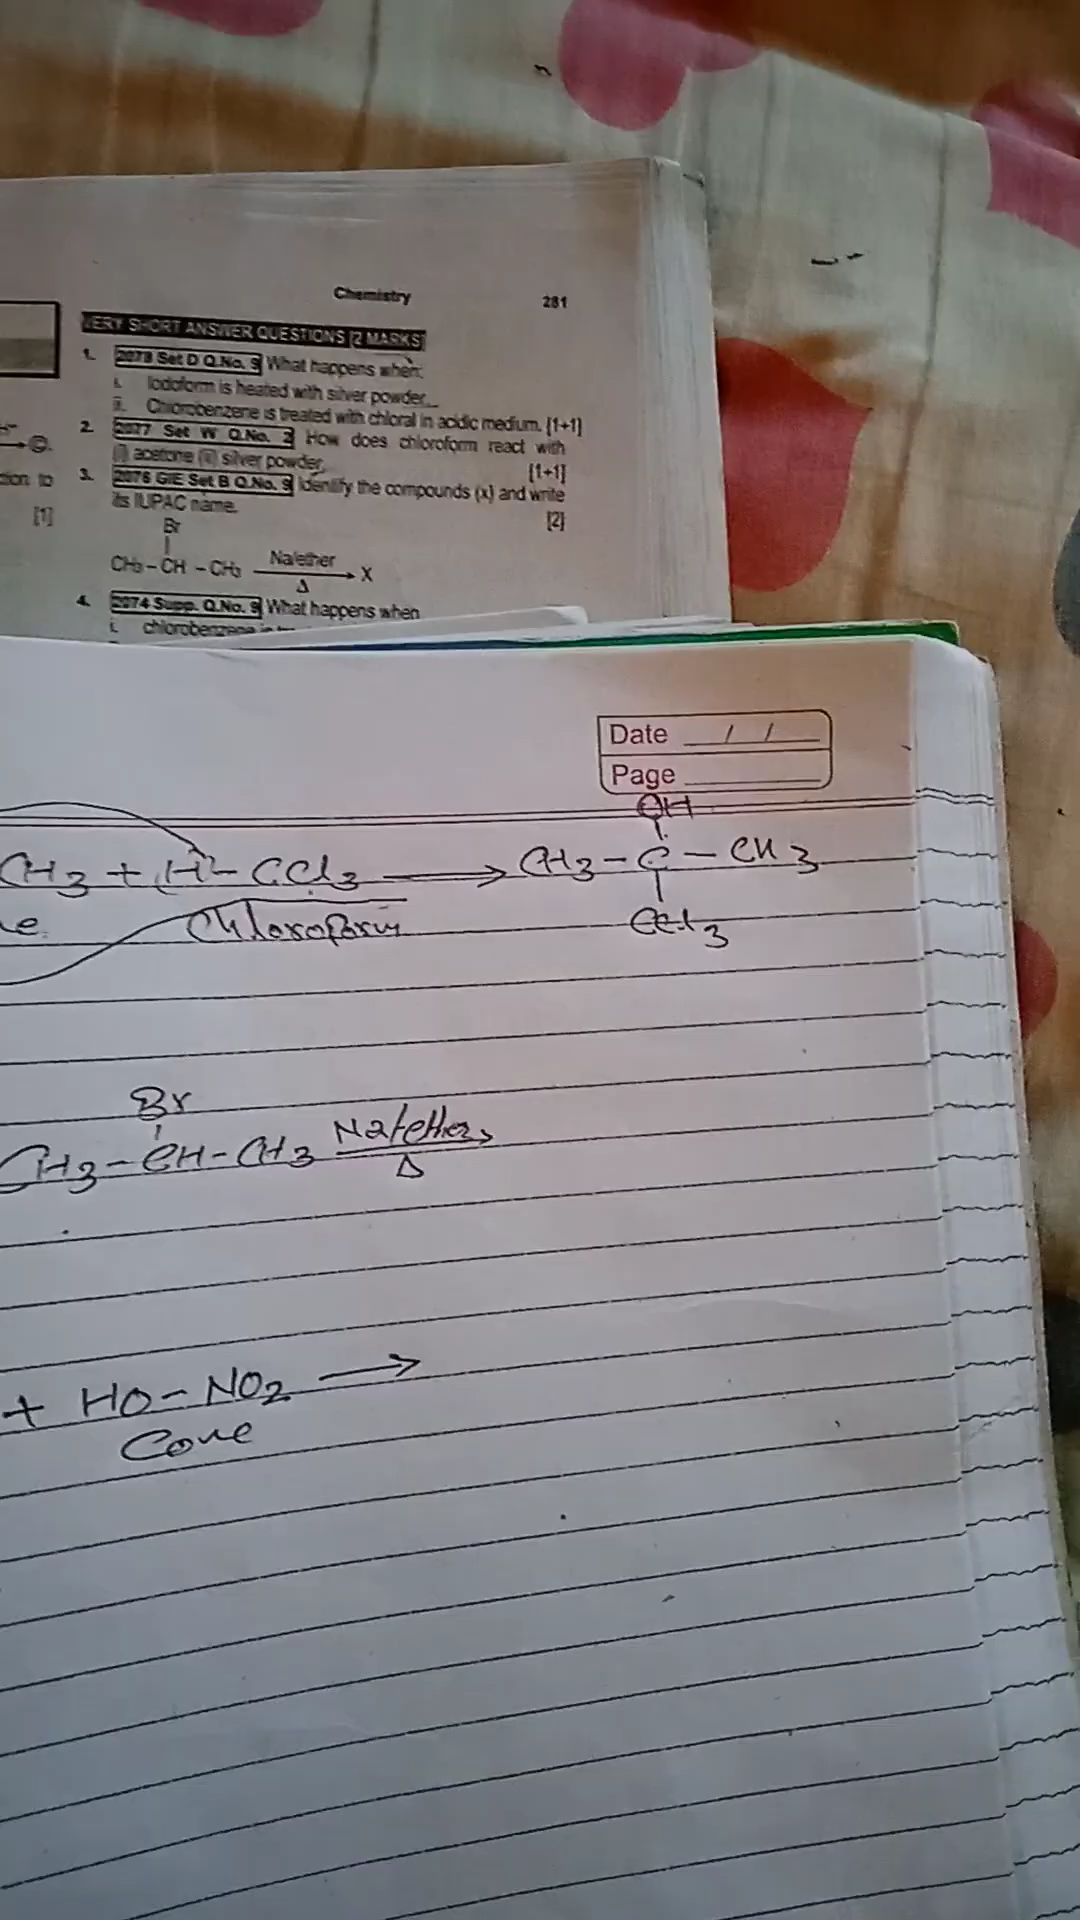 Chemistry 281
VERY SHORT ANSWER QUESTIONS [2 MARKS]
1. 2078 Set D Q.No. 9 What happens when:
i. Iodoform is heated with silver powder.
ii. Chlorobenzene is treated with chloral in acidic medium. [1+1]
2. 2077 Set W Q.No. 2 How does chloroform react with
(i) acetone (ii) silver powder. [1+1]
3. 2076 GIE Set B Q.No. 9 Identify the compounds (x) and write
its IUPAC name. [2]
[1]
Br
CH₃ – CH – CH₃ Na/ether → X
Δ
4. 2074 Supp. Q.No. 9 What happens when
i. chlorobenzene is
Date / /
Page
OH
CH3 + H – CCl3 → CH3 – C – CH3
Chloroform CCl3
Br
CH3 – CH – CH3 Na/ether →
Δ
+ HO – NO2 →
Conc